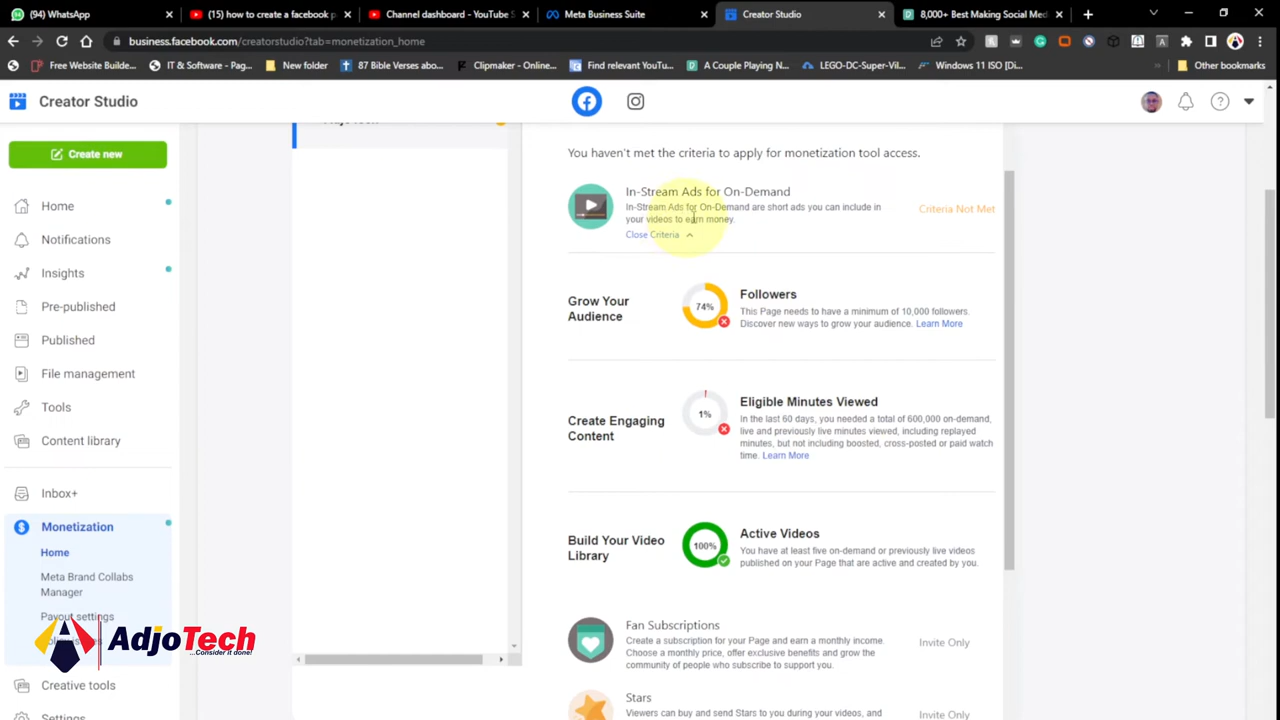 (94) WhatsApp
(15) how to create a facebook p
Channel dashboard - YouTube S
Meta Business Suite
Creator Studio
8,000+ Best Making Social Med
business.facebook.com/creatorstudio?tab=monetization_home
Free Website Builde...
IT & Software - Pag...
New folder
87 Bible Verses abo...
Clipmaker - Online...
Find relevant YouTu...
A Couple Playing N...
LEGO-DC-Super-Vil...
Windows 11 ISO [Di...
Other bookmarks
Creator Studio
Create new
Home
Notifications
Insights
Pre-published
Published
File management
Tools
Content library
Inbox+
Monetization
Home
Meta Brand Collabs
Manager
Payout settings
AdjoTech
...Consider it done!
Creative tools
Settings
You haven't met the criteria to apply for monetization tool access.
In-Stream Ads for On-Demand
In-Stream Ads for On-Demand are short ads you can include in
your videos to earn money.
Close Criteria
Criteria Not Met
Grow Your
Audience
74%
Followers
This Page needs to have a minimum of 10,000 followers.
Discover new ways to grow your audience. Learn More
Create Engaging
Content
1%
Eligible Minutes Viewed
In the last 60 days, you needed a total of 600,000 on-demand,
live and previously live minutes viewed, including replayed
minutes, but not including boosted, cross-posted or paid watch
time. Learn More
Build Your Video
Library
100%
Active Videos
You have at least five on-demand or previously live videos
published on your Page that are active and created by you.
Fan Subscriptions
Create a subscription for your Page and earn a monthly income.
Choose a monthly price, offer exclusive benefits and grow the
community of people who subscribe to support you.
Invite Only
Stars
Viewers can buy and send Stars to you during your videos, and
Invite Only